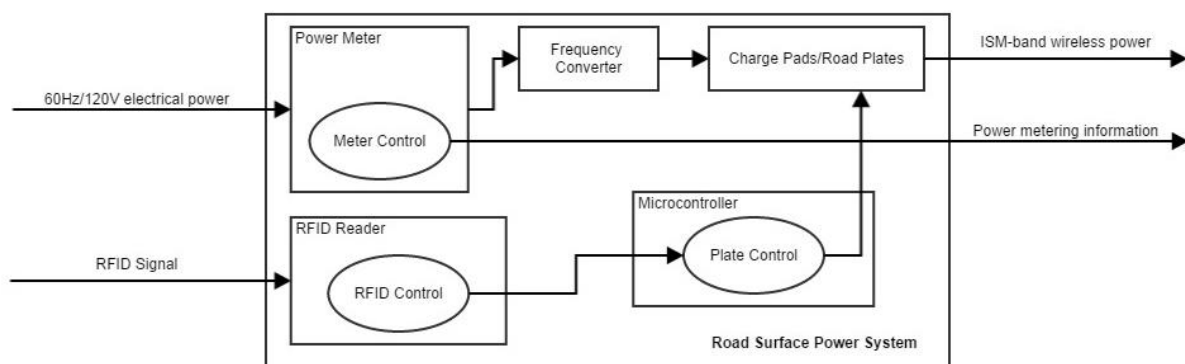 Power Meter
Frequency
Converter
Charge Pads/Road Plates
ISM-band wireless power
60Hz/120V electrical power
Meter Control
Power metering information
Microcontroller
RFID Reader
Plate Control
RFID Signal
RFID Control
Road Surface Power System